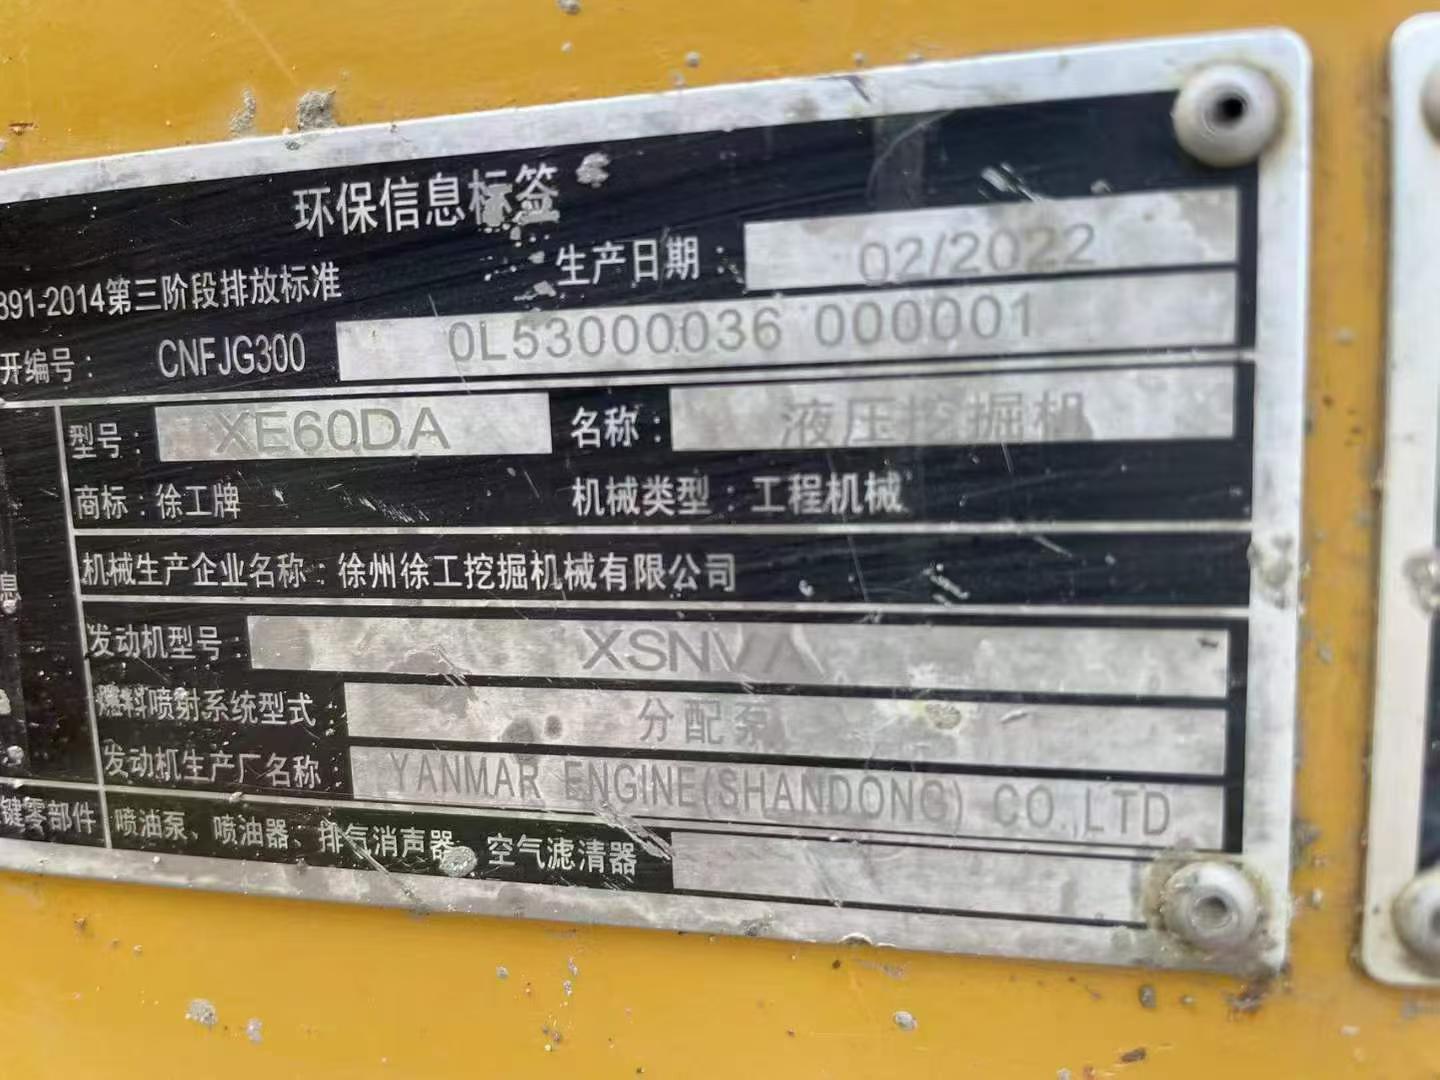 环保信息标签
生产日期: 02/2022
891-2014第三阶段排放标准
开编号: CNFJG300 0L53000036 000001
型号: XE60DA 名称: 液压挖掘机
商标: 徐工牌 机械类型: 工程机械
息
机械生产企业名称: 徐州徐工挖掘机械有限公司
发动机型号: XSNVA
燃料喷射系统型式: 分配泵
发动机生产厂名称: YANMAR ENGINE(SHANDONG) CO.,LTD
键零部件 喷油泵、喷油器、排气消声器、空气滤清器